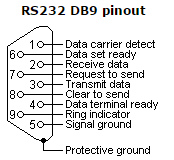 RS232 DB9 pinout
1 Data carrier detect
6 Data set ready
2 Receive data
7 Request to send
3 Transmit data
8 Clear to send
4 Data terminal ready
9 Ring indicator
5 Signal ground
Protective ground